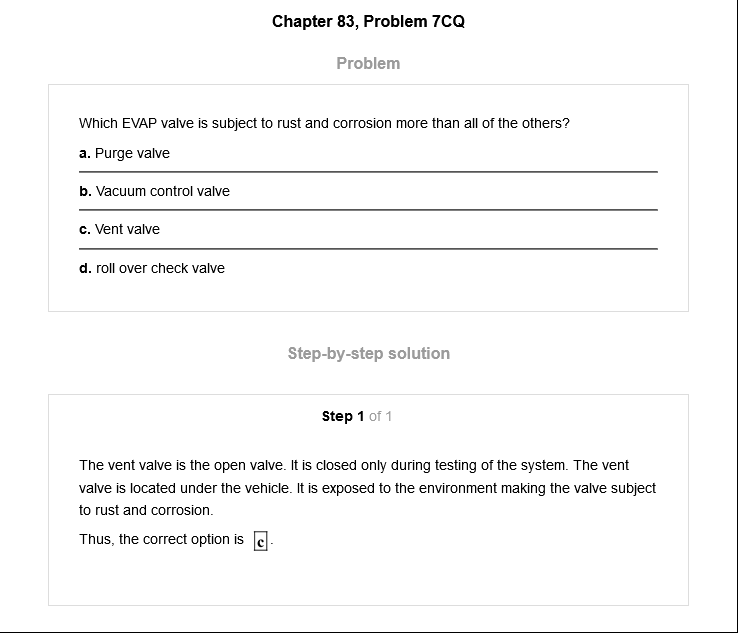 Chapter 83, Problem 7CQ
Problem
Which EVAP valve is subject to rust and corrosion more than all of the others?
a. Purge valve
b. Vacuum control valve
c. Vent valve
d. roll over check valve
Step-by-step solution
Step 1 of 1
The vent valve is the open valve. It is closed only during testing of the system. The vent
valve is located under the vehicle. It is exposed to the environment making the valve subject
to rust and corrosion.
Thus, the correct option is c.